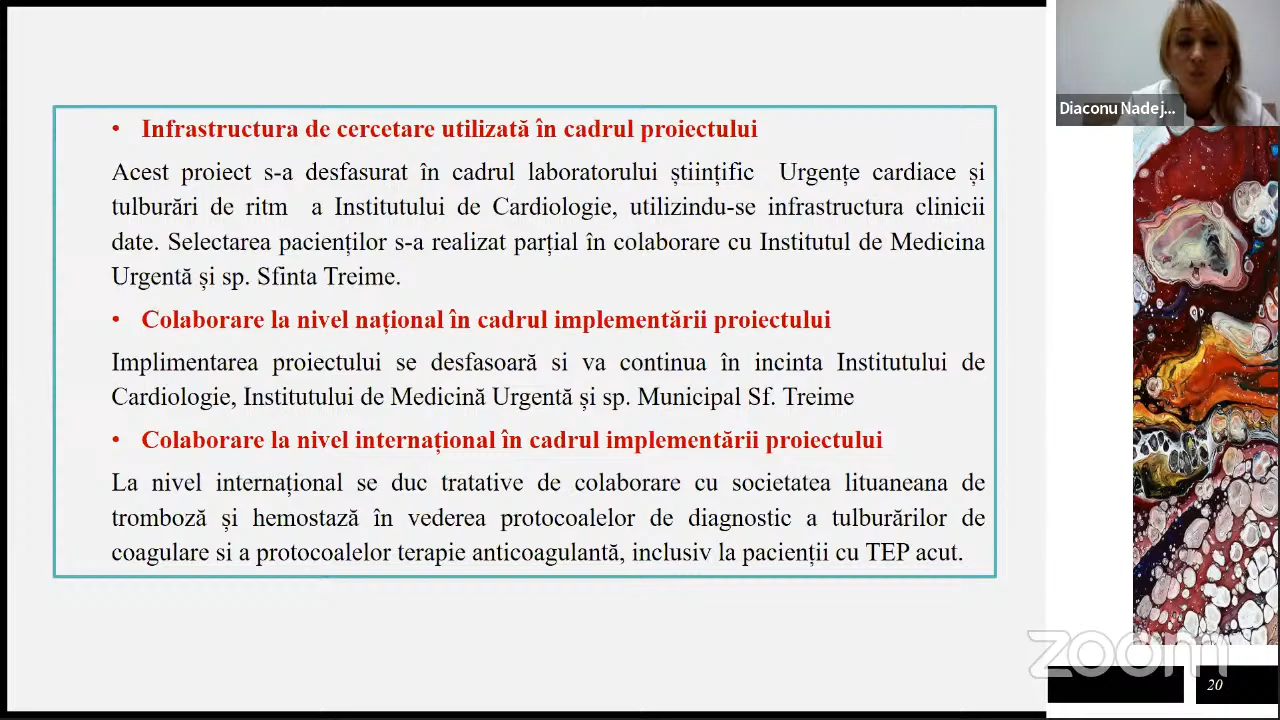 • Infrastructura de cercetare utilizată în cadrul proiectului
Acest proiect s-a desfasurat în cadrul laboratorului științific Urgențe cardiace și
tulburări de ritm a Institutului de Cardiologie, utilizindu-se infrastructura clinicii
date. Selectarea pacienților s-a realizat parțial în colaborare cu Institutul de Medicina
Urgentă și sp. Sfinta Treime.
• Colaborare la nivel național în cadrul implementării proiectului
Implimentarea proiectului se desfasoară si va continua în incinta Institutului de
Cardiologie, Institutului de Medicină Urgentă și sp. Municipal Sf. Treime
• Colaborare la nivel internațional în cadrul implementării proiectului
La nivel internațional se duc tratative de colaborare cu societatea lituaneana de
tromboză și hemostază în vederea protocoalelor de diagnostic a tulburărilor de
coagulare si a protocoalelor terapie anticoagulantă, inclusiv la pacienții cu TEP acut.
Diaconu Nadej...
zoom
20